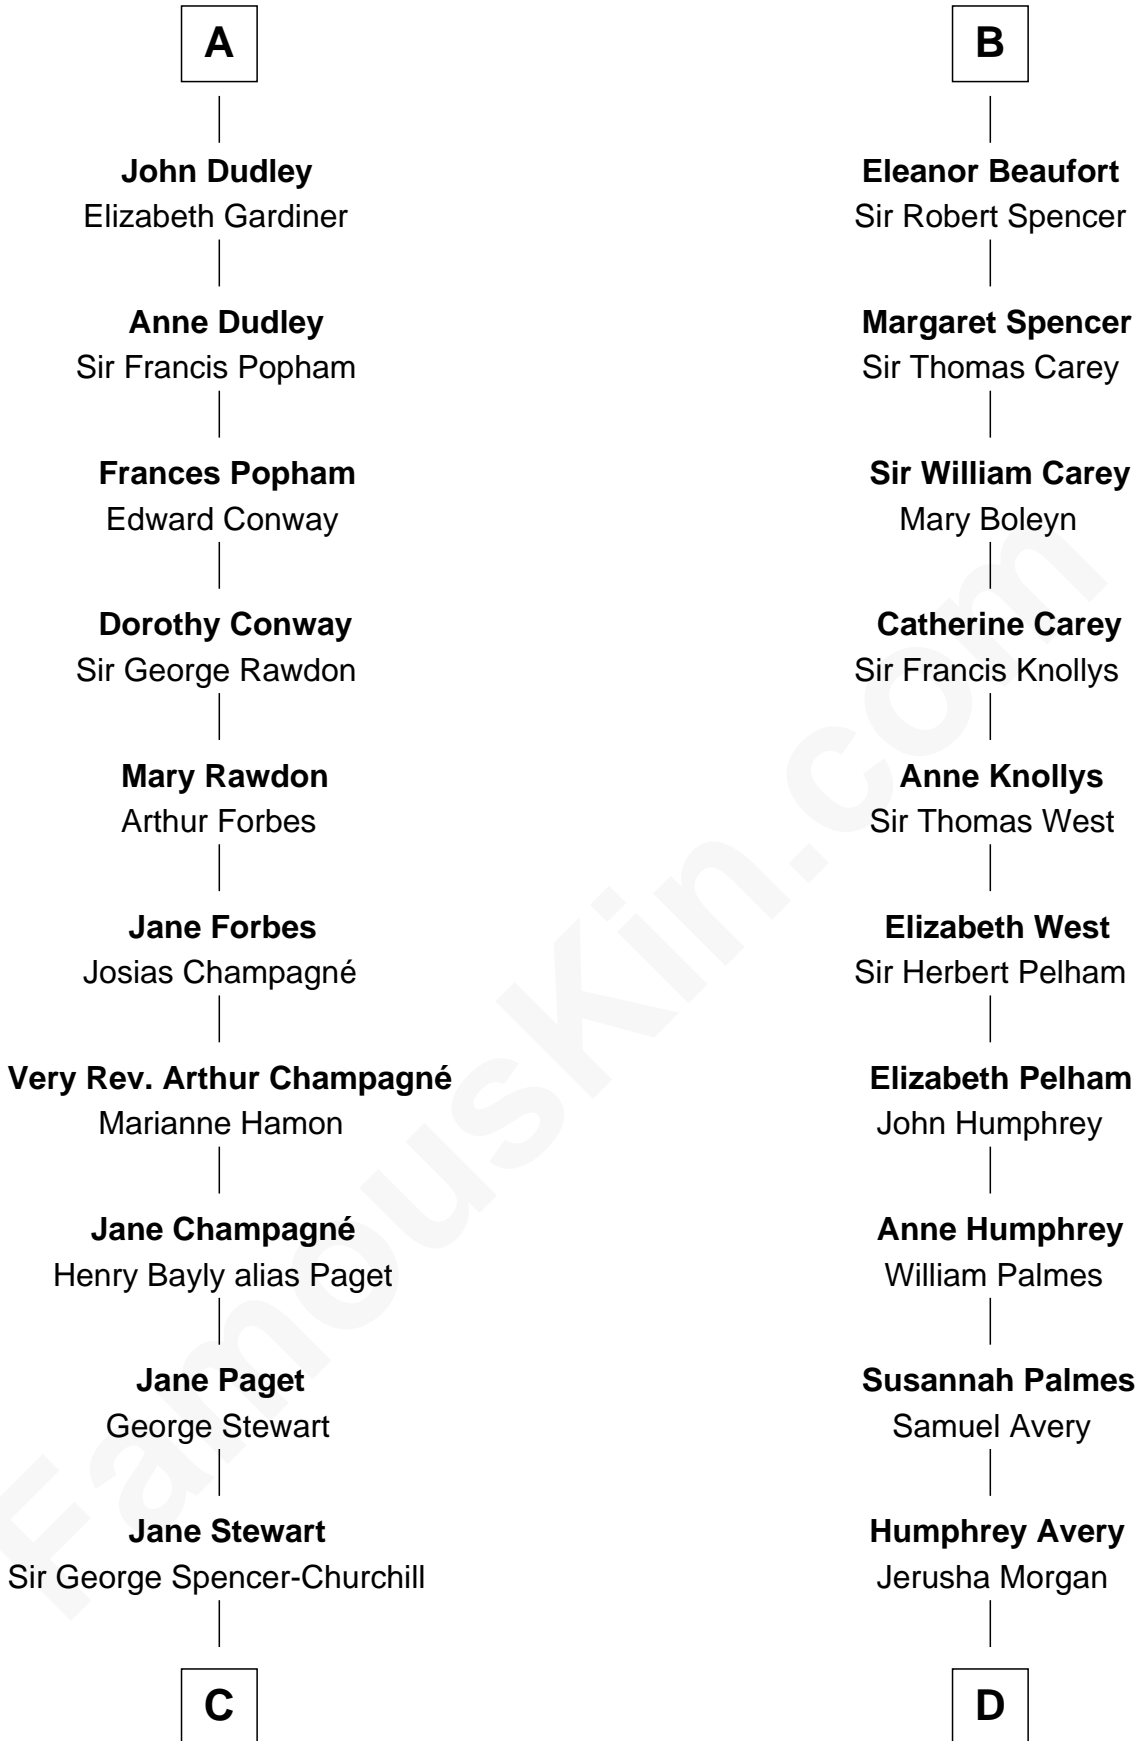 A
John Dudley
Elizabeth Gardiner
Anne Dudley
Sir Francis Popham
Frances Popham
Edward Conway
Dorothy Conway
Sir George Rawdon
Mary Rawdon
Arthur Forbes
Jane Forbes
Josias Champagné
Very Rev. Arthur Champagné
Marianne Hamon
Jane Champagné
Henry Bayly alias Paget
Jane Paget
George Stewart
Jane Stewart
Sir George Spencer-Churchill
C
B
Eleanor Beaufort
Sir Robert Spencer
Margaret Spencer
Sir Thomas Carey
Sir William Carey
Mary Boleyn
Catherine Carey
Sir Francis Knollys
Anne Knollys
Sir Thomas West
Elizabeth West
Sir Herbert Pelham
Elizabeth Pelham
John Humphrey
Anne Humphrey
William Palmes
Susannah Palmes
Samuel Avery
Humphrey Avery
Jerusha Morgan
D
FamousKin.com